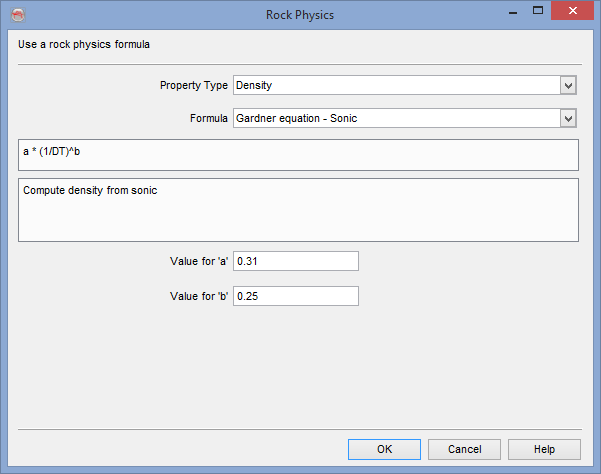 Rock Physics
Use a rock physics formula
Property Type Density
Formula Gardner equation - Sonic
a * (1/DT)^b
Compute density from sonic
Value for 'a' 0.31
Value for 'b' 0.25
OK Cancel Help